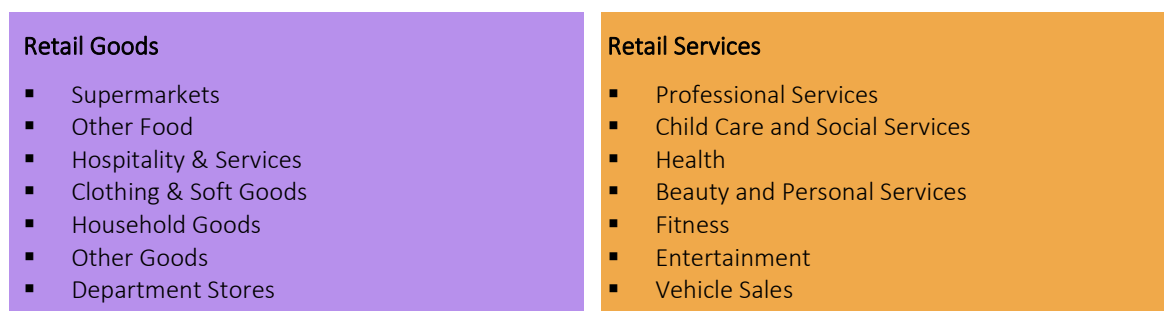 Retail Goods
▪ Supermarkets
▪ Other Food
▪ Hospitality & Services
▪ Clothing & Soft Goods
▪ Household Goods
▪ Other Goods
▪ Department Stores
Retail Services
▪ Professional Services
▪ Child Care and Social Services
▪ Health
▪ Beauty and Personal Services
▪ Fitness
▪ Entertainment
▪ Vehicle Sales